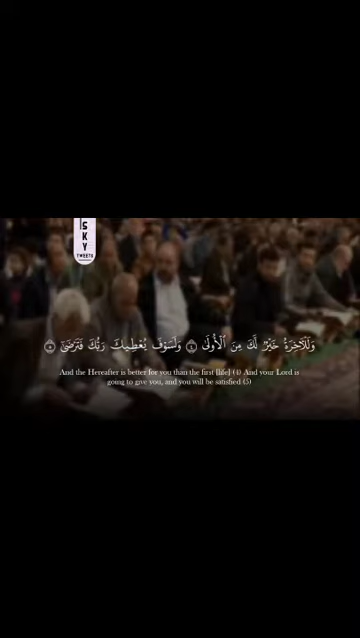 SKY
TWEETS
وَلَلْآخِرَةُ خَيْرٌ لَّكَ مِنَ الْأُولَىٰ ٤ وَلَسَوْفَ يُعْطِيكَ رَبُّكَ فَتَرْضَىٰ ٥
And the Hereafter is better for you than the first [life] (4) And your Lord is
going to give you, and you will be satisfied (5)